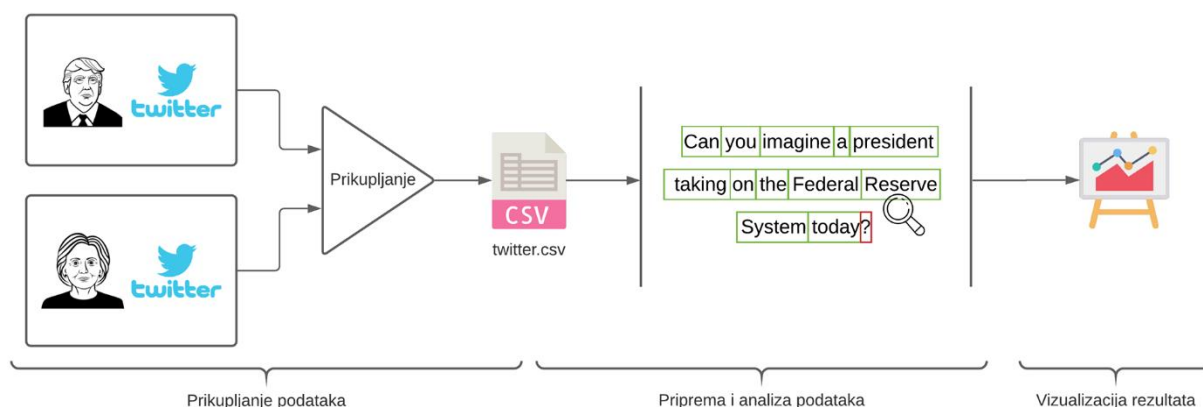 twitter
twitter
Prikupljanje
CSV
twitter.csv
Can you imagine a president
taking on the Federal Reserve
System today?
Prikupljanje podataka
Priprema i analiza podataka
Vizualizacija rezultata